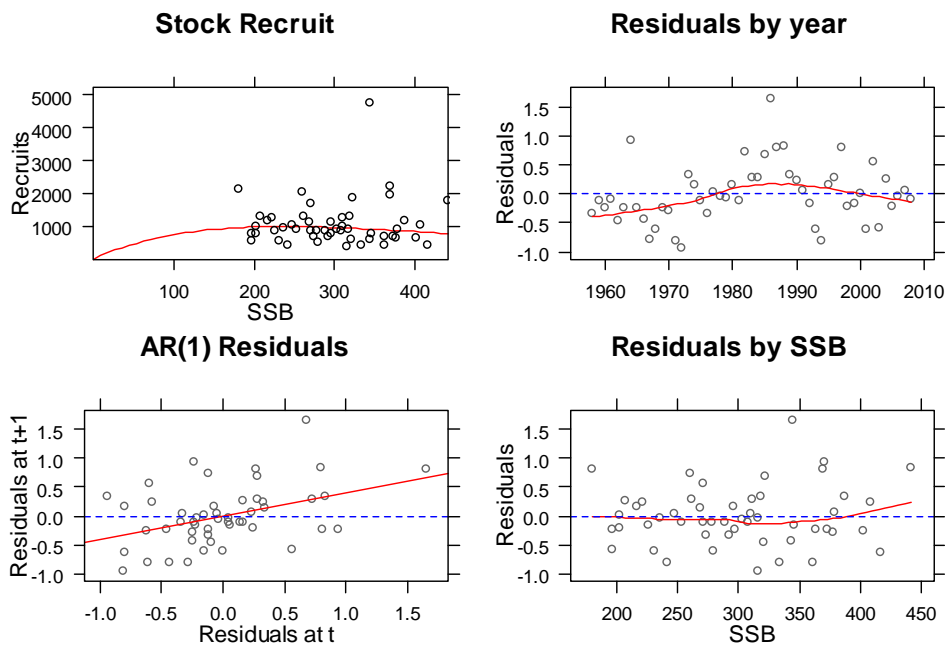 Stock Recruit
5000
4000
3000
2000
1000
Recruits
100 200 300 400
SSB
Residuals by year
1.5
1.0
0.5
0.0
-0.5
-1.0
Residuals
1960 1970 1980 1990 2000 2010
AR(1) Residuals
1.5
1.0
0.5
0.0
-0.5
-1.0
Residuals at t+1
-1.0 -0.5 0.0 0.5 1.0 1.5
Residuals at t
Residuals by SSB
1.5
1.0
0.5
0.0
-0.5
-1.0
Residuals
200 250 300 350 400 450
SSB